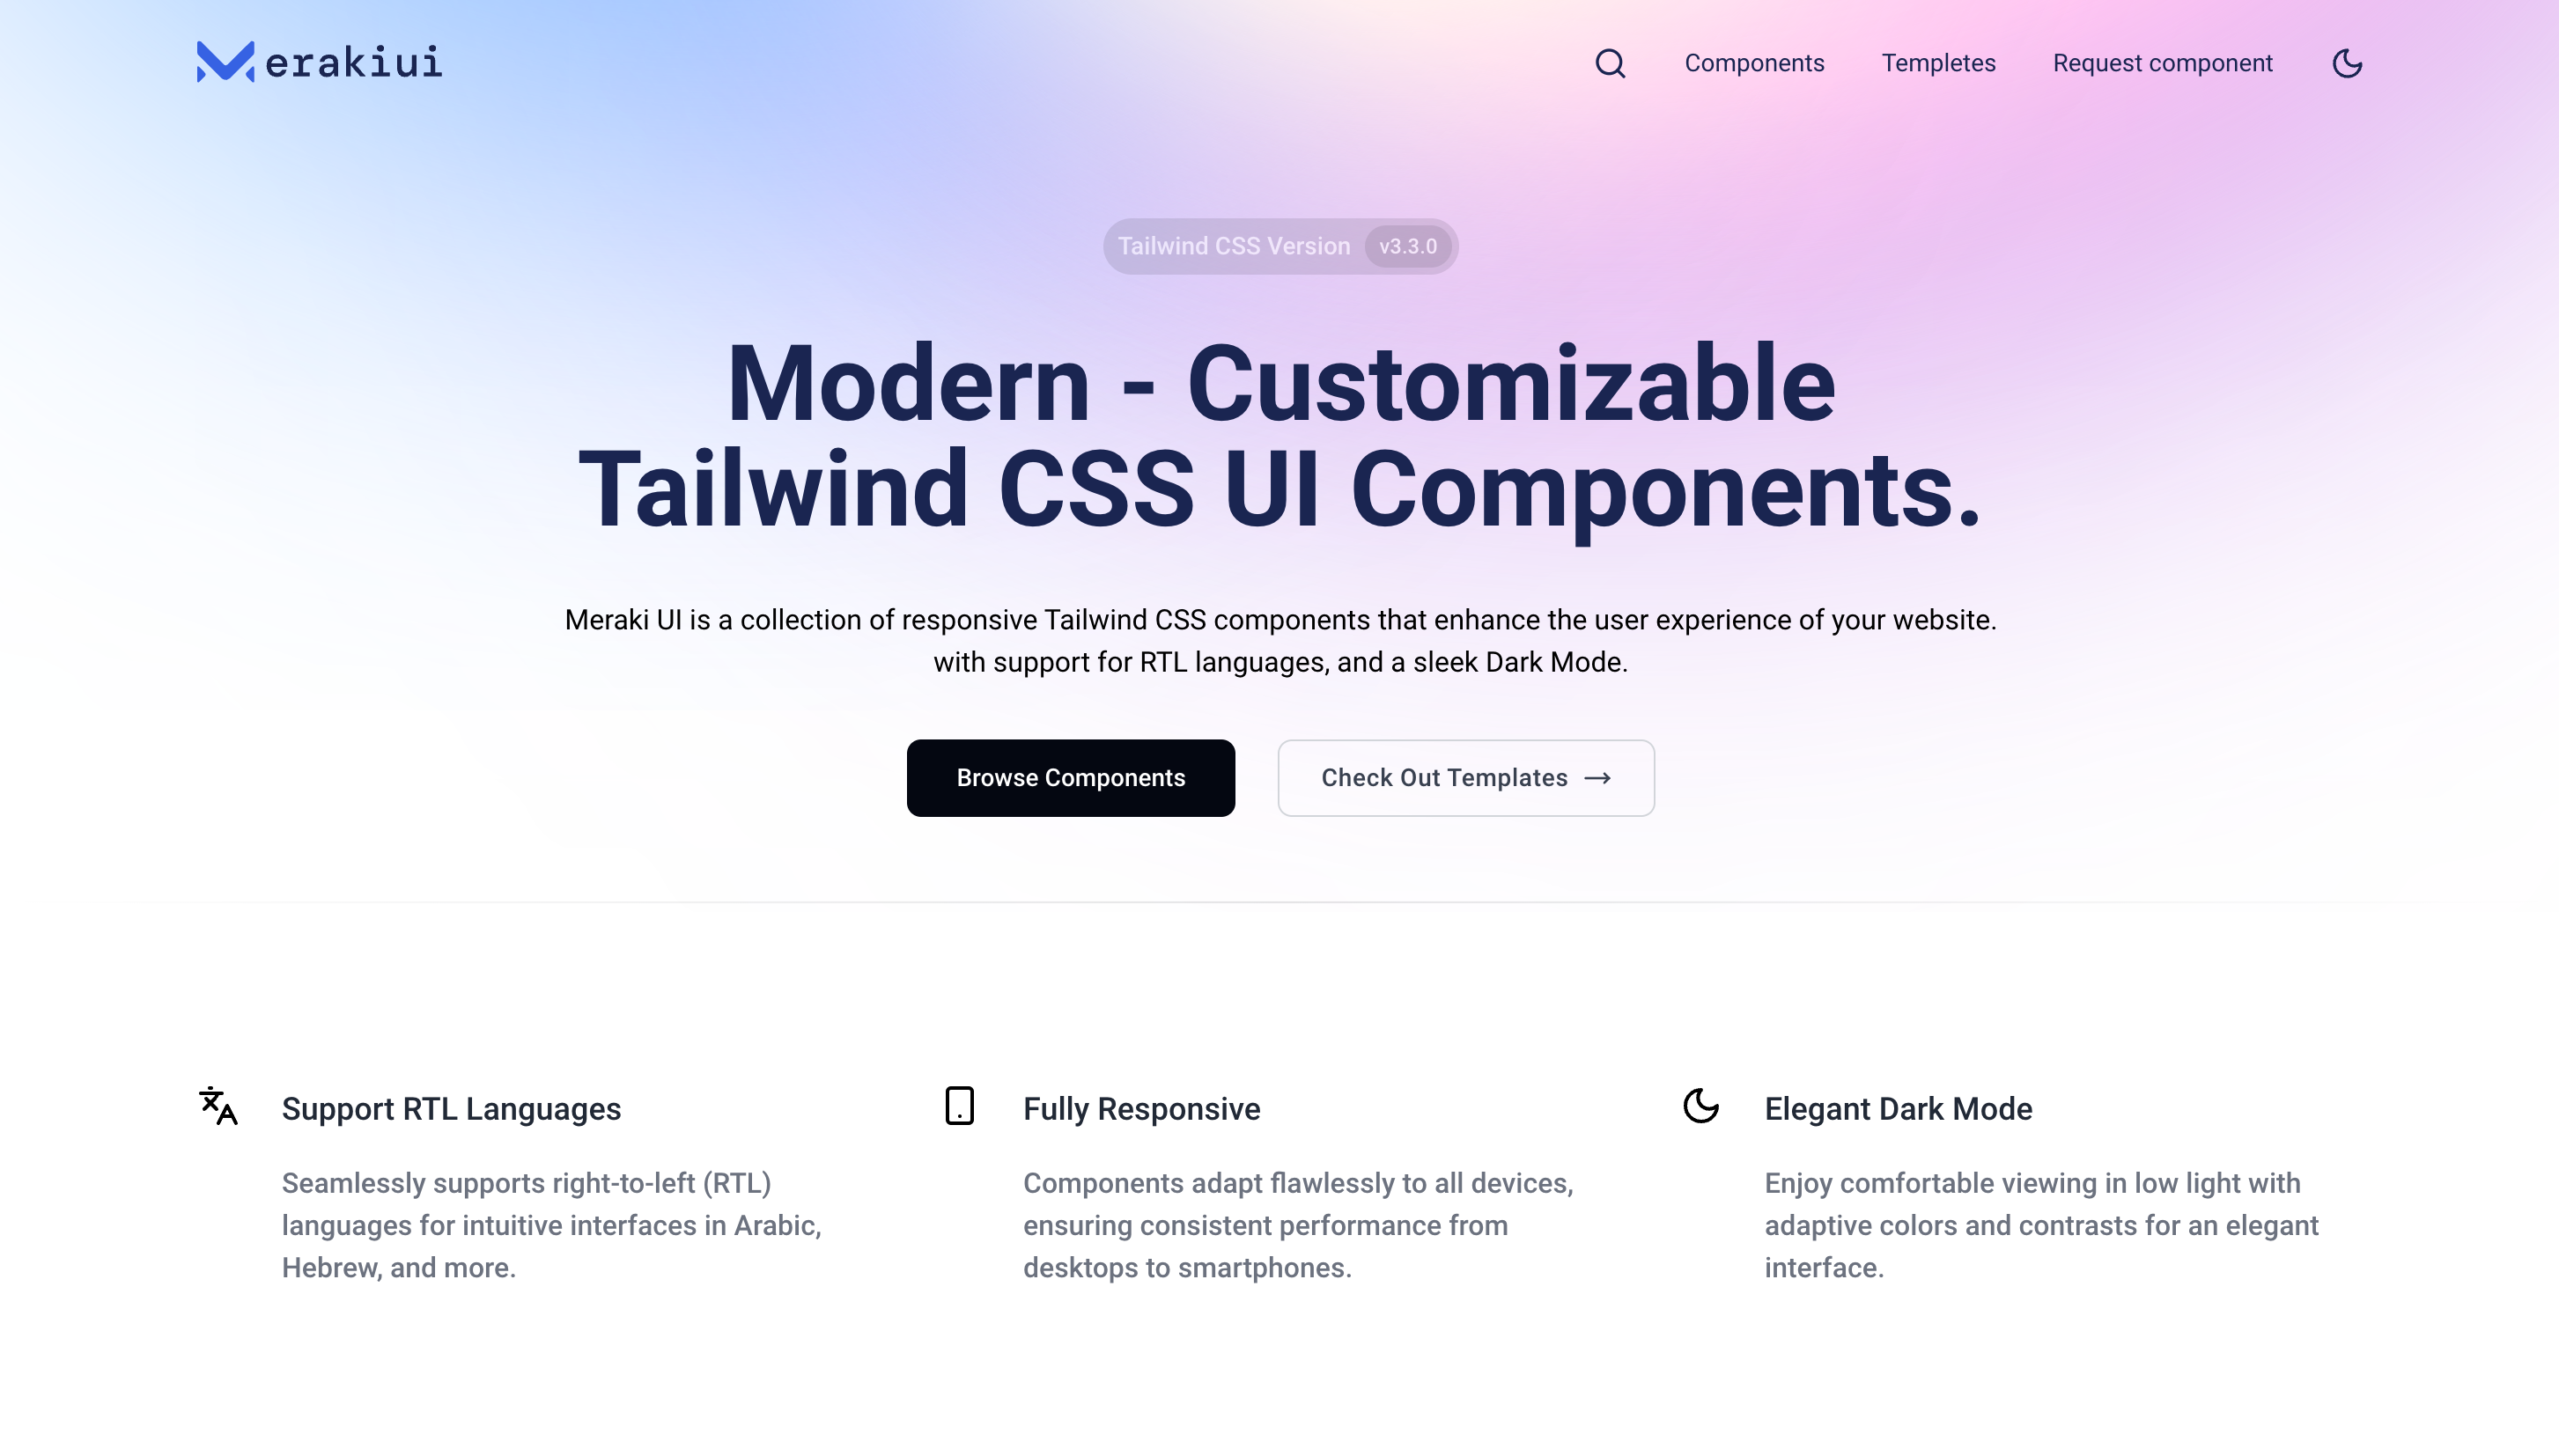 erakiui
Components
Templates
Request component
Tailwind CSS Version v3.3.0
Modern - Customizable
Tailwind CSS UI Components.
Meraki UI is a collection of responsive Tailwind CSS components that enhance the user experience of your website.
with support for RTL languages, and a sleek Dark Mode.
Browse Components
Check Out Templates
Support RTL Languages
Seamlessly supports right-to-left (RTL)
languages for intuitive interfaces in Arabic,
Hebrew, and more.
Fully Responsive
Components adapt flawlessly to all devices,
ensuring consistent performance from
desktops to smartphones.
Elegant Dark Mode
Enjoy comfortable viewing in low light with
adaptive colors and contrasts for an elegant
interface.